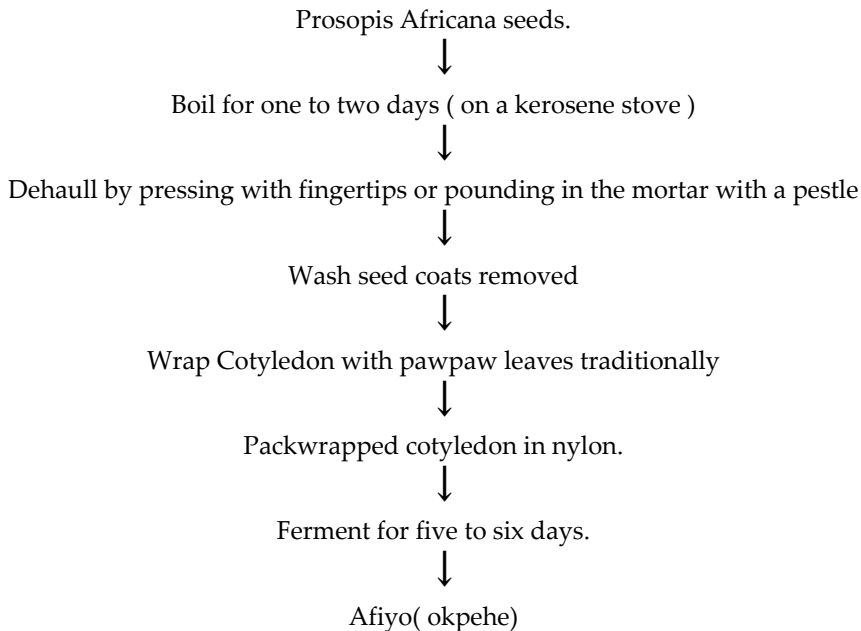 Prosopis Africana seeds.
Boil for one to two days ( on a kerosene stove )
Dehaull by pressing with fingertips or pounding in the mortar with a pestle
Wash seed coats removed
Wrap Cotyledon with pawpaw leaves traditionally
Packwrapped cotyledon in nylon.
Ferment for five to six days.
Afiyo( okpehe)